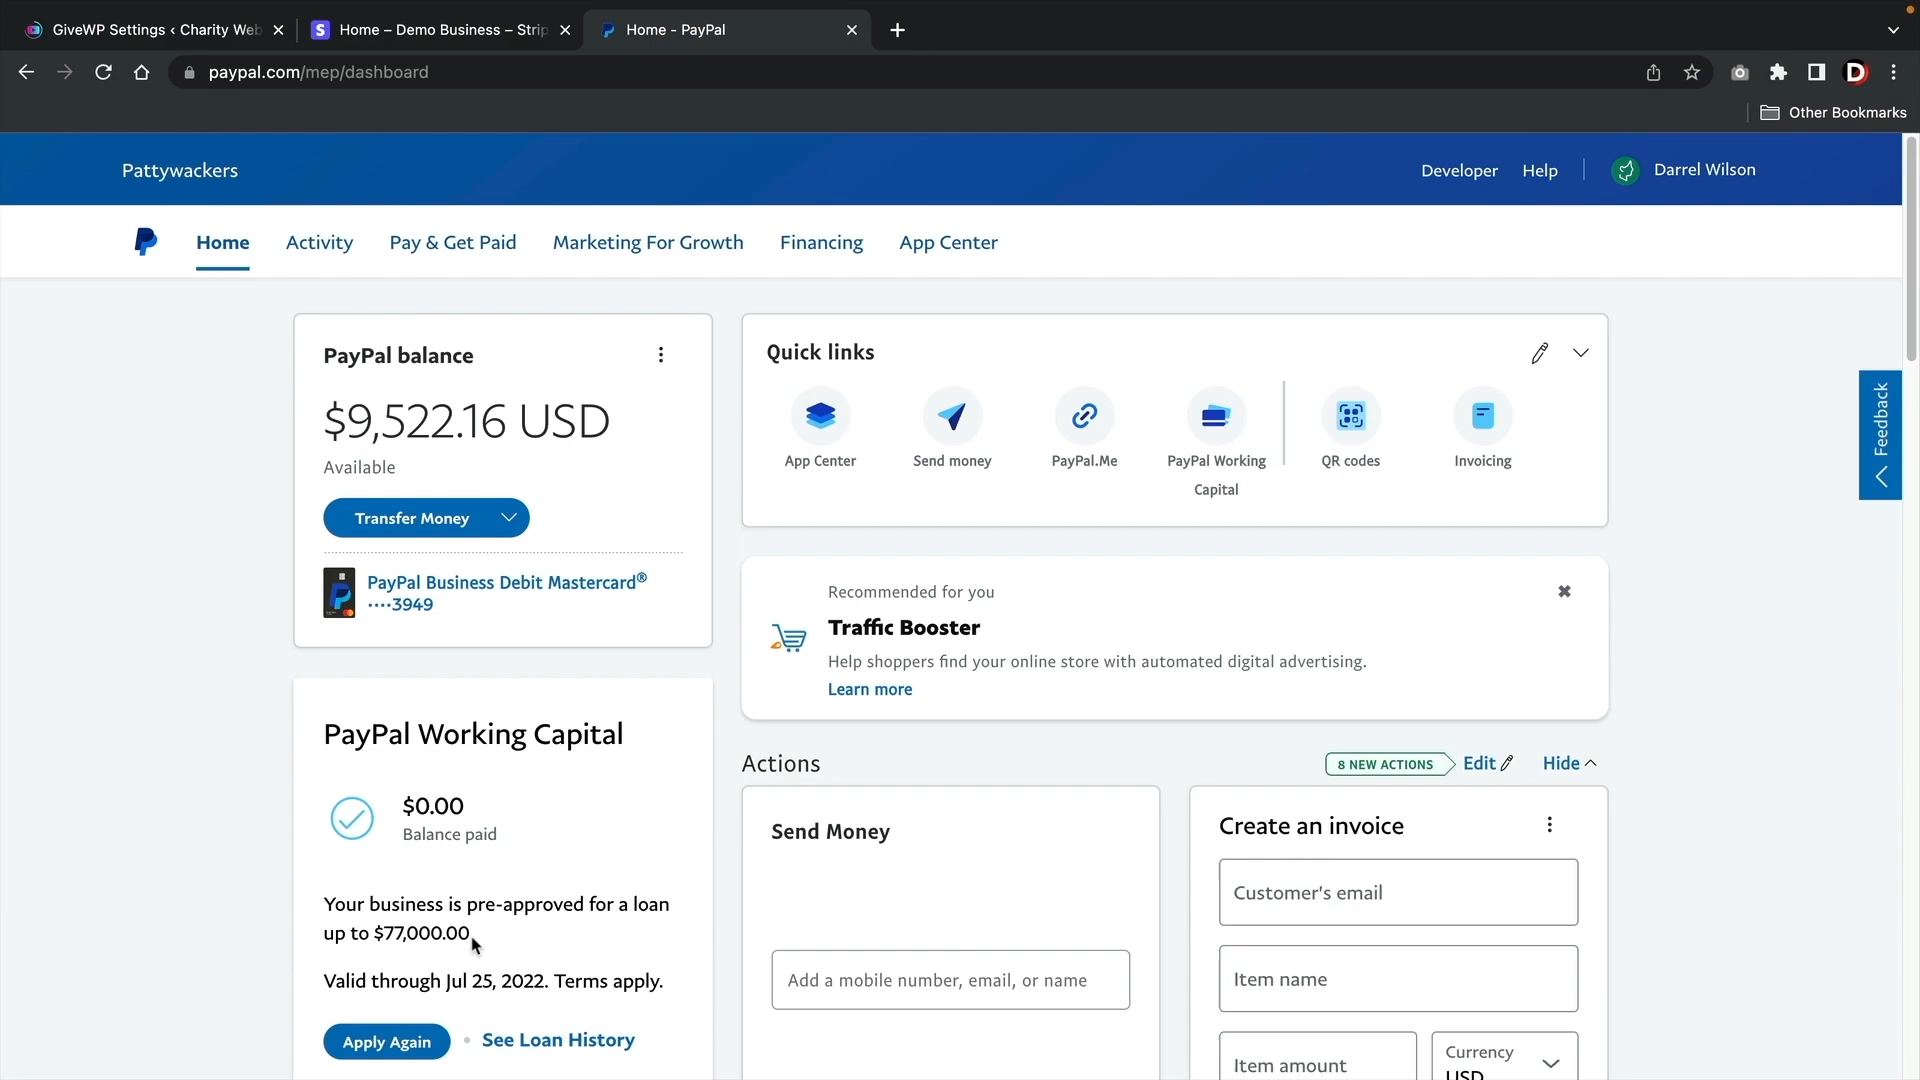 GiveWP Settings ‹ Charity Web
Home – Demo Business – Strip
Home - PayPal
paypal.com/mep/dashboard
Other Bookmarks
Pattywackers
Developer
Help
Darrel Wilson
Home
Activity
Pay & Get Paid
Marketing For Growth
Financing
App Center
PayPal balance
$9,522.16 USD
Available
Transfer Money
PayPal Business Debit Mastercard®
····3949
Quick links
App Center
Send money
PayPal.Me
PayPal Working
Capital
QR codes
Invoicing
Feedback
Recommended for you
Traffic Booster
Help shoppers find your online store with automated digital advertising.
Learn more
PayPal Working Capital
$0.00
Balance paid
Your business is pre-approved for a loan
up to $77,000.00
Valid through Jul 25, 2022. Terms apply.
Apply Again
• See Loan History
Actions
8 NEW ACTIONS
Edit
Hide
Send Money
Add a mobile number, email, or name
Create an invoice
Customer's email
Item name
Item amount
Currency
USD